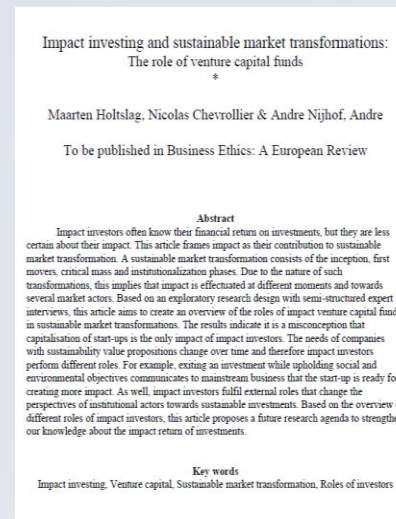 Impact investing and sustainable market transformations:
The role of venture capital funds
*
Maarten Holtslag, Nicolas Chevrollier & Andre Nijhof, Andre
To be published in Business Ethics: A European Review
Abstract
Impact investors often know their financial return on investments, but they are less
certain about their impact. This article frames impact as their contribution to sustainable
market transformation. A sustainable market transformation consists of the inception, first
movers, critical mass and institutionalization phases. Due to the nature of such
transformations, this implies that impact is effectuated at different moments and towards
several market actors. Based on an exploratory research design with semi-structured expert
interviews, this article aims to create an overview of the roles of impact venture capital fund
in sustainable market transformations. The results indicate it is a misconception that
capitalisation of start-ups is the only impact of impact investors. The needs of companies
with sustainability value propositions change over time and therefore impact investors
perform different roles. For example, exiting an investment while upholding social and
environmental objectives communicates to mainstream business that the start-up is ready fo
creating more impact. As well, impact investors fulfil external roles that change the
perspectives of institutional actors towards sustainable investments. Based on the overview
different roles of impact investors, this article proposes a future research agenda to strengthe
our knowledge about the impact return of investments.
Key words
Impact investing, Venture capital, Sustainable market transformation, Roles of investors